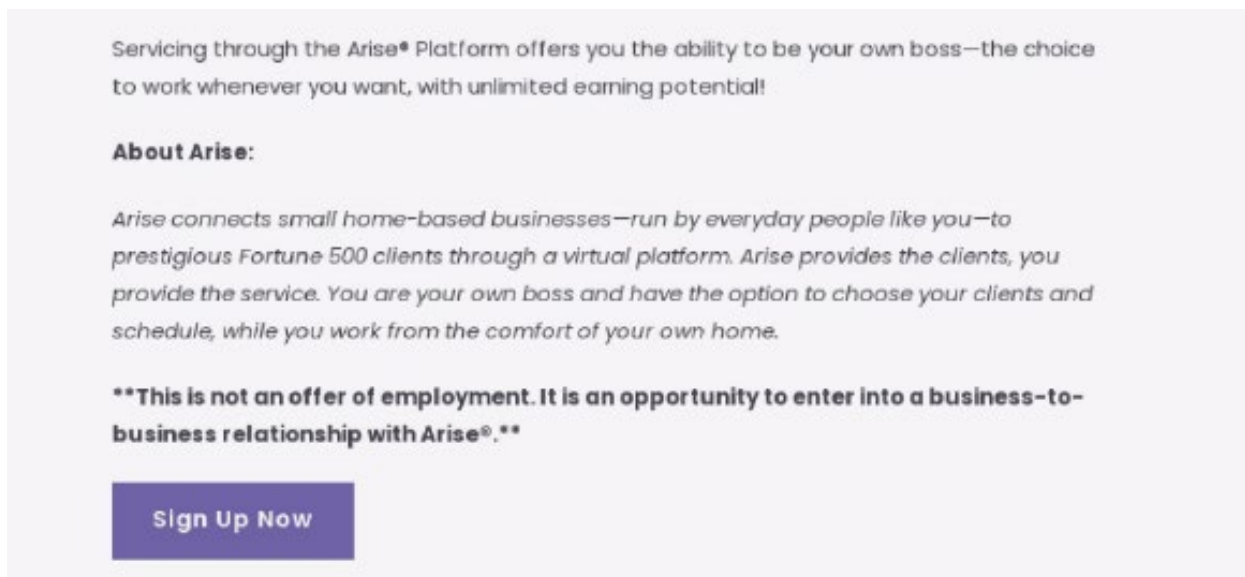 Servicing through the Arise® Platform offers you the ability to be your own boss—the choice
to work whenever you want, with unlimited earning potential!
About Arise:
Arise connects small home-based businesses—run by everyday people like you—to
prestigious Fortune 500 clients through a virtual platform. Arise provides the clients, you
provide the service. You are your own boss and have the option to choose your clients and
schedule, while you work from the comfort of your own home.
**This is not an offer of employment. It is an opportunity to enter into a business-to-
business relationship with Arise®.**
Sign Up Now